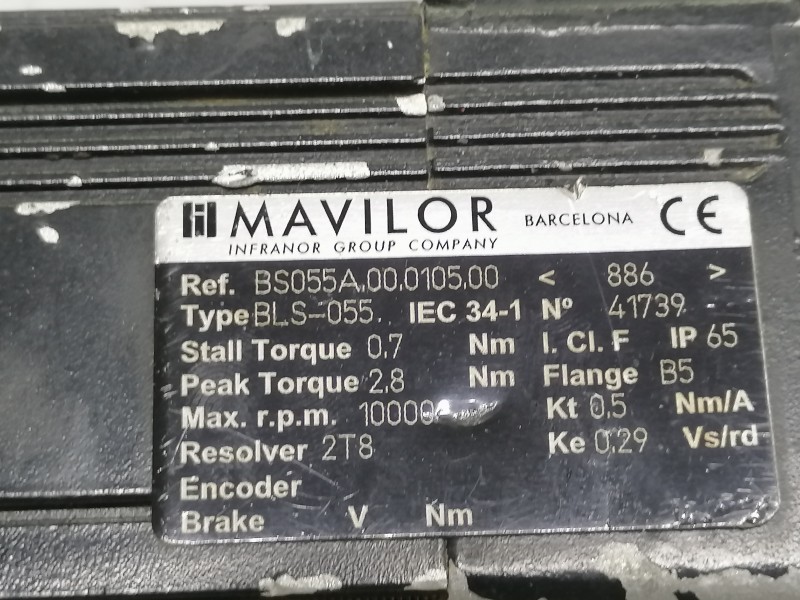 MAVILOR BARCELONA CE
INFRANOR GROUP COMPANY
Ref. BS055A.00.0105.00 < 886 >
Type BLS-055. IEC 34-1 Nº 41739
Stall Torque 0,7 Nm I. Cl. F IP 65
Peak Torque 2,8 Nm Flange B5
Max. r.p.m. 10000 Kt 0,5 Nm/A
Resolver 2T8 Ke 0,29 Vs/rd
Encoder
Brake V Nm